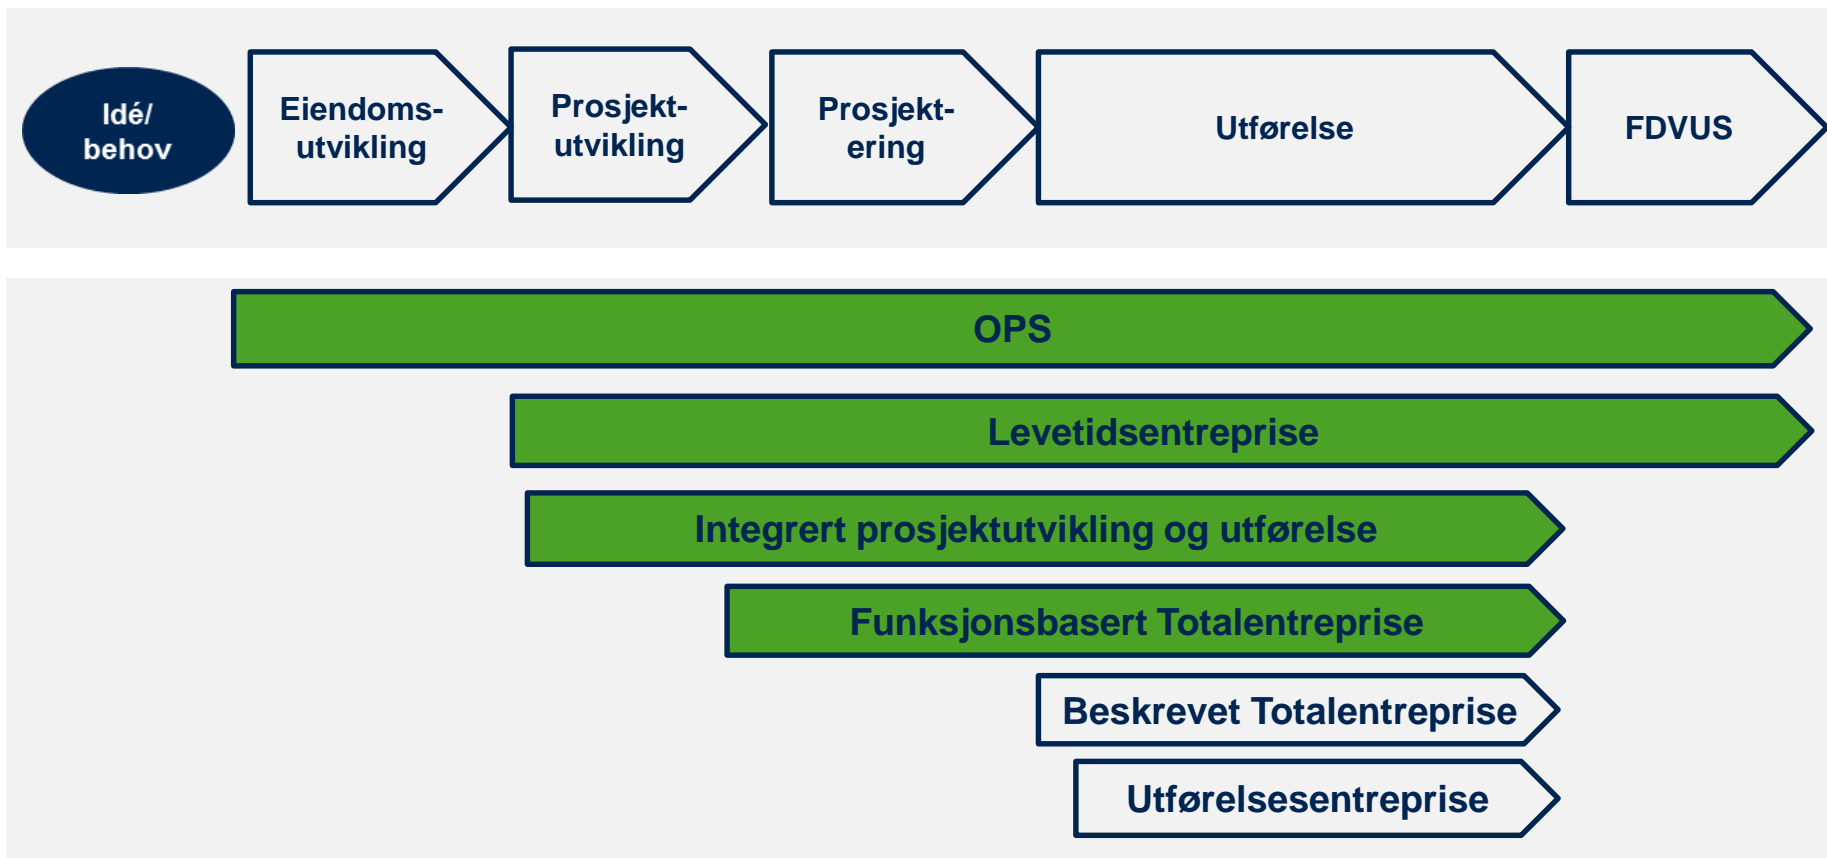 Idé/
behov
Eiendoms-
utvikling
Prosjekt-
utvikling
Prosjekt-
ering
Utførelse
FDVUS
OPS
Levetidsentreprise
Integrert prosjektutvikling og utførelse
Funksjonsbasert Totalentreprise
Beskrevet Totalentreprise
Utførelsesentreprise